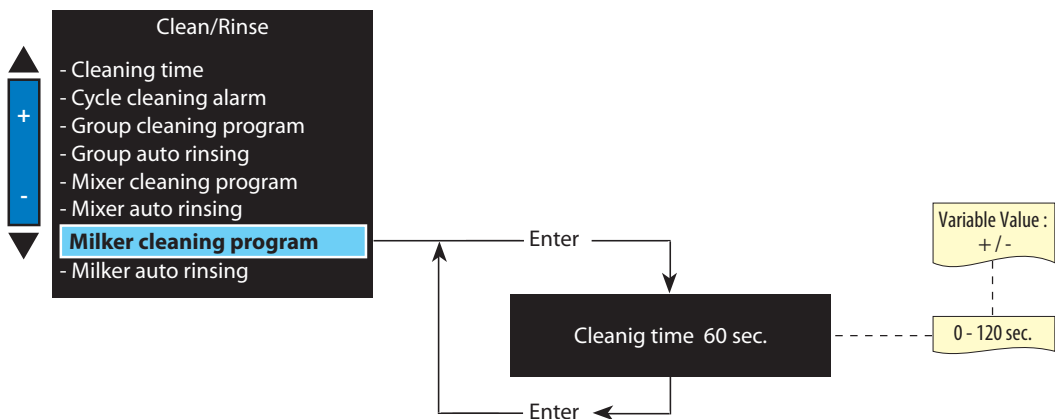 Clean/Rinse
- Cleaning time
- Cycle cleaning alarm
- Group cleaning program
- Group auto rinsing
- Mixer cleaning program
- Mixer auto rinsing
Milker cleaning program
- Milker auto rinsing
+
-
Enter
Cleanig time 60 sec.
Enter
Variable Value :
+ / -
0 - 120 sec.